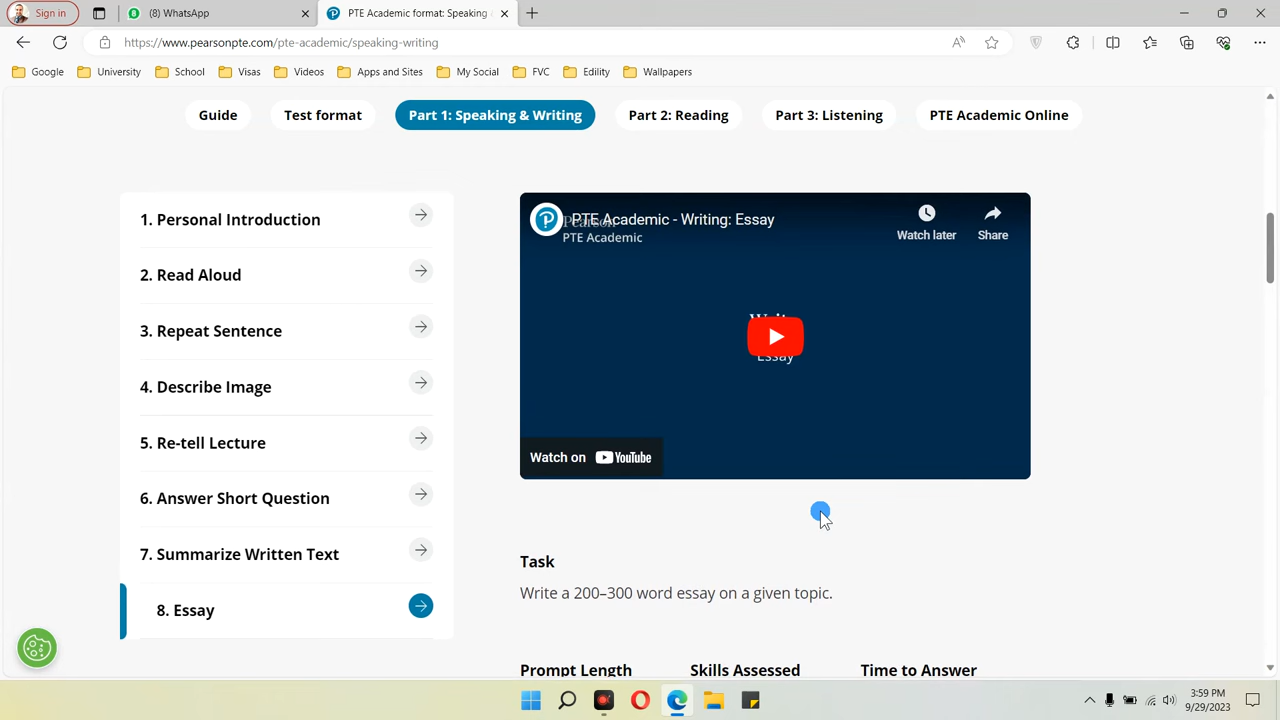 Sign in
(8) WhatsApp
PTE Academic format: Speaking
https://www.pearsonpte.com/pte-academic/speaking-writing
Google
University
School
Visas
Videos
Apps and Sites
My Social
FVC
Edility
Wallpapers
Guide
Test format
Part 1: Speaking & Writing
Part 2: Reading
Part 3: Listening
PTE Academic Online
1. Personal Introduction
2. Read Aloud
3. Repeat Sentence
4. Describe Image
5. Re-tell Lecture
6. Answer Short Question
7. Summarize Written Text
8. Essay
PTE Academic - Writing: Essay
Pearson
PTE Academic
Watch later
Share
Essay
Watch on YouTube
Task
Write a 200–300 word essay on a given topic.
Prompt Length
Skills Assessed
Time to Answer
3:59 PM
9/29/2023